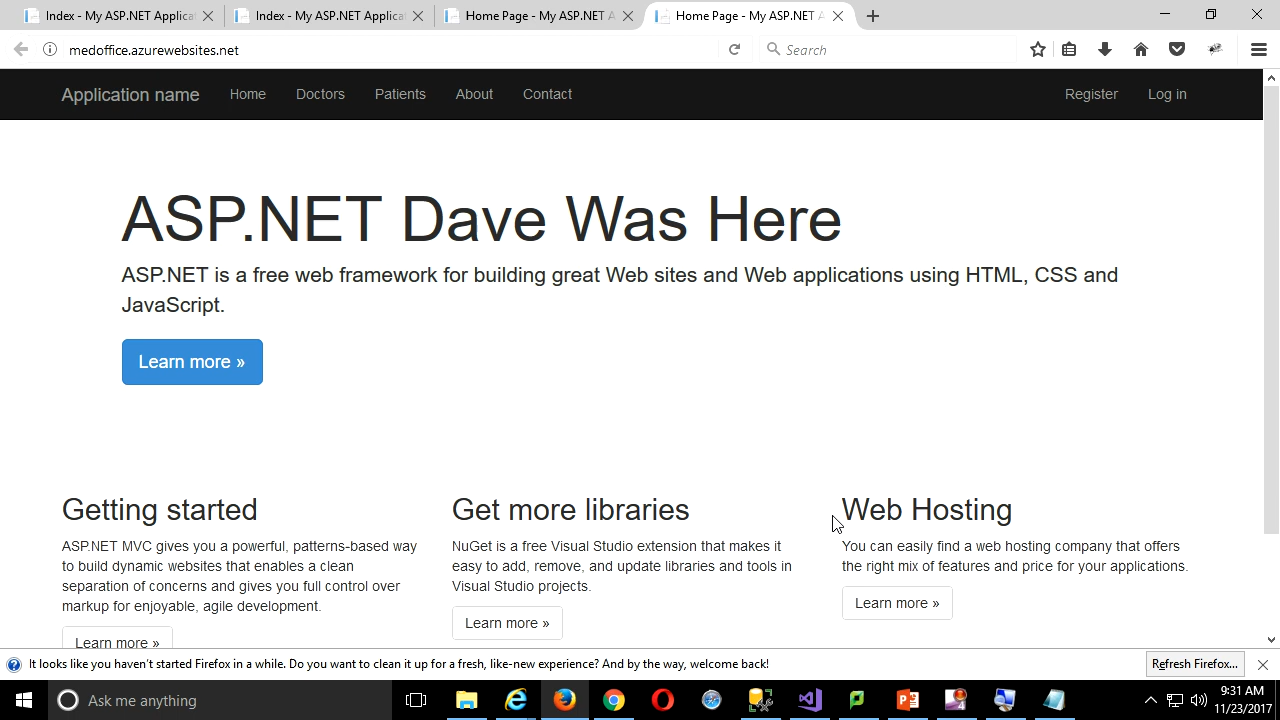 Index - My ASP.NET Applica
Index - My ASP.NET Applica
Home Page - My ASP.NET A
Home Page - My ASP.NET A
medoffice.azurewebsites.net
Search
Application name
Home
Doctors
Patients
About
Contact
Register
Log in
ASP.NET Dave Was Here
ASP.NET is a free web framework for building great Web sites and Web applications using HTML, CSS and
JavaScript.
Learn more »
Getting started
ASP.NET MVC gives you a powerful, patterns-based way
to build dynamic websites that enables a clean
separation of concerns and gives you full control over
markup for enjoyable, agile development.
Learn more »
Get more libraries
NuGet is a free Visual Studio extension that makes it
easy to add, remove, and update libraries and tools in
Visual Studio projects.
Learn more »
Web Hosting
You can easily find a web hosting company that offers
the right mix of features and price for your applications.
Learn more »
It looks like you haven't started Firefox in a while. Do you want to clean it up for a fresh, like-new experience? And by the way, welcome back!
Refresh Firefox...
Ask me anything
9:31 AM
11/23/2017